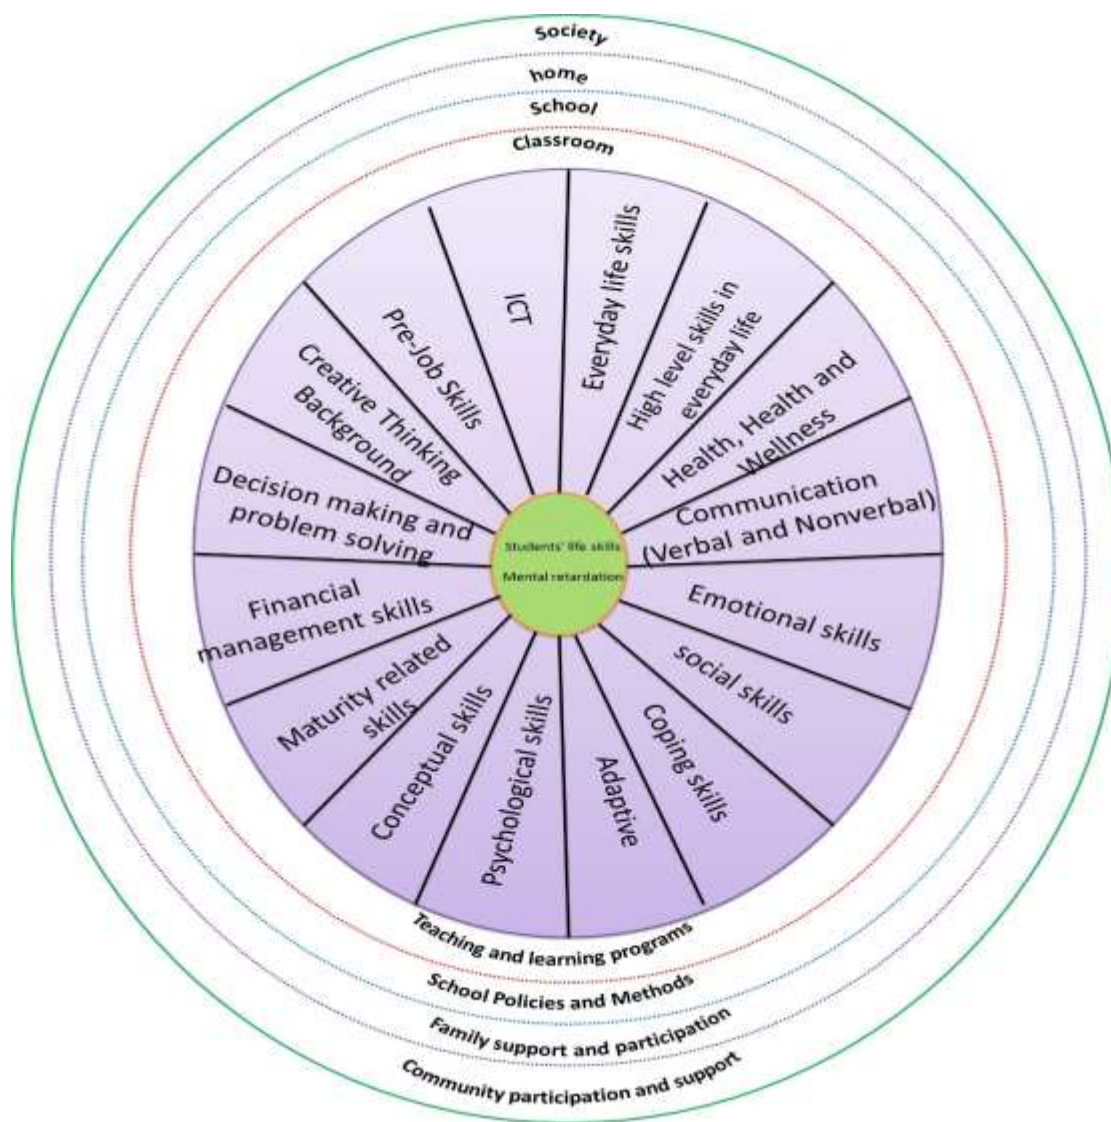 Society
home
School
Classroom
Everyday life skills
High level skills in
everyday life
Health, Health and
Wellness
Communication
(Verbal and Nonverbal)
Emotional skills
social skills
Coping skills
Adaptive
Psychological skills
Conceptual skills
Maturity related
skills
Financial
management skills
Decision making and
problem solving
Creative Thinking
Background
Pre-Job Skills
ICT
Students' life skills
Mental retardation
Teaching and learning programs
School Policies and Methods
Family support and participation
Community participation and support